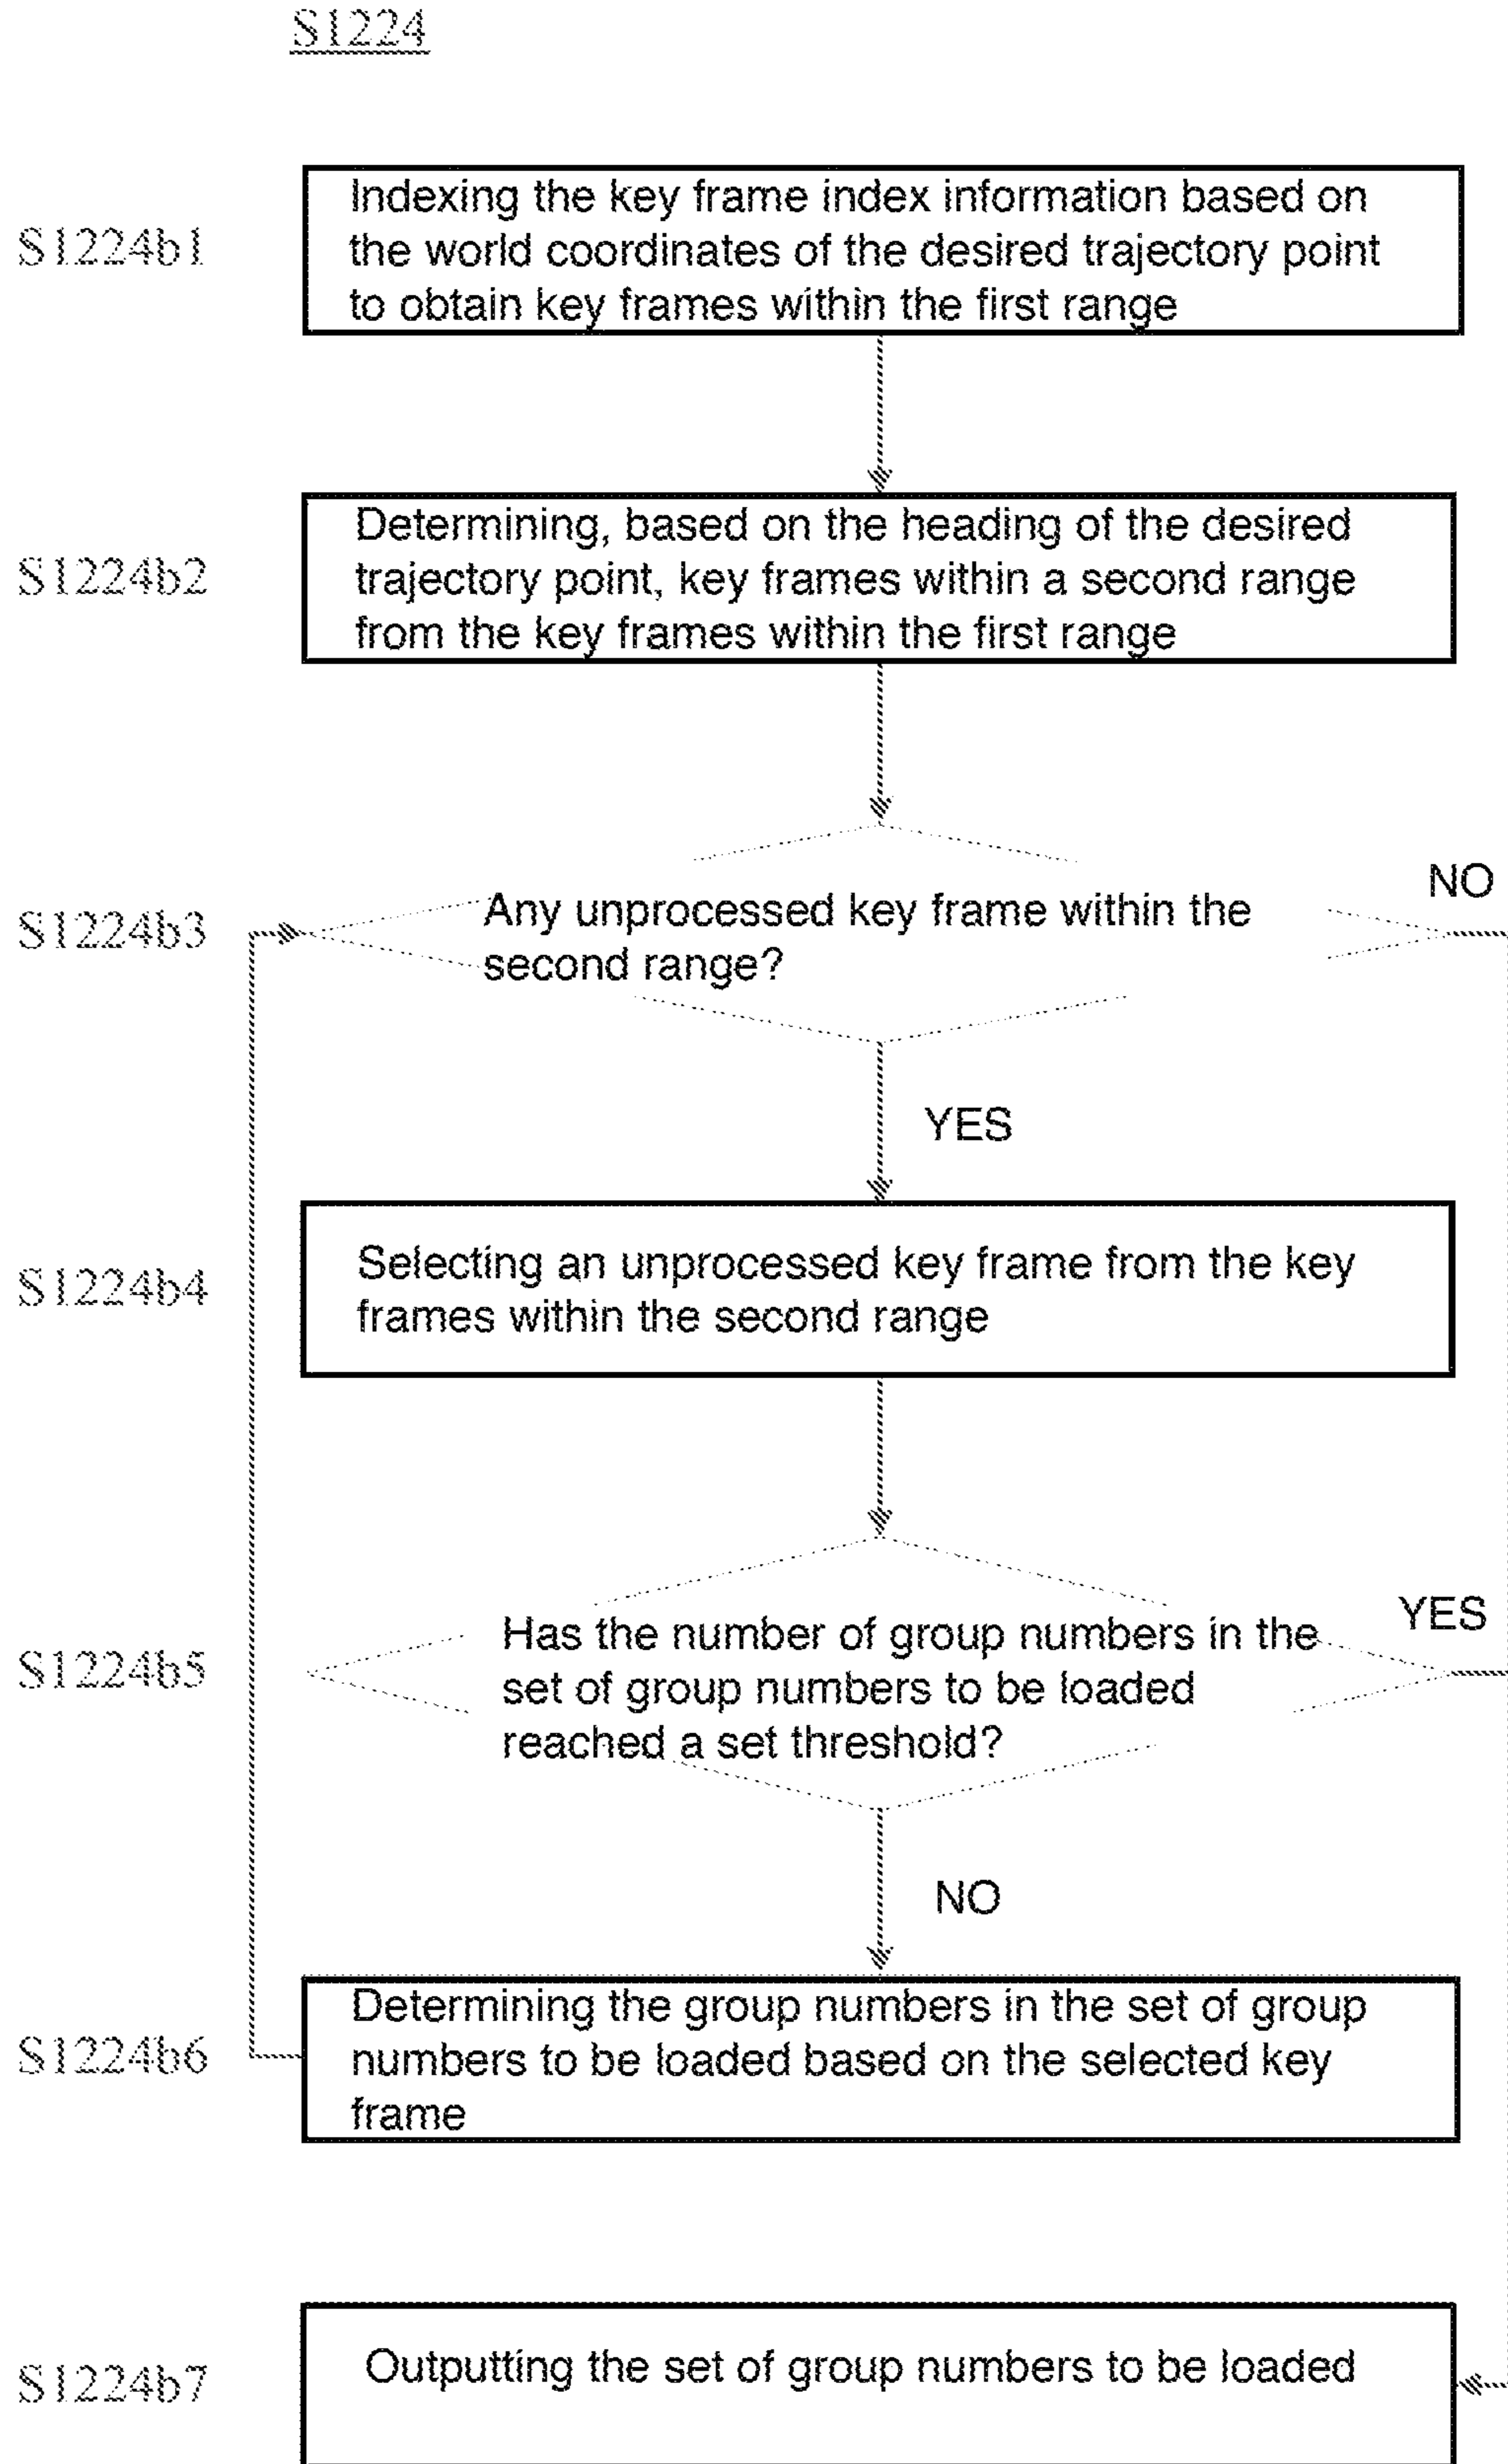 S1224
S1224b1
Indexing the key frame index information based on
the world coordinates of the desired trajectory point
to obtain key frames within the first range
S1224b2
Determining, based on the heading of the desired
trajectory point, key frames within a second range
from the key frames within the first range
S1224b3
Any unprocessed key frame within the
second range?
NO
YES
S1224b4
Selecting an unprocessed key frame from the key
frames within the second range
S1224b5
Has the number of group numbers in the
set of group numbers to be loaded
reached a set threshold?
YES
NO
S1224b6
Determining the group numbers in the set of group
numbers to be loaded based on the selected key
frame
S1224b7
Outputting the set of group numbers to be loaded